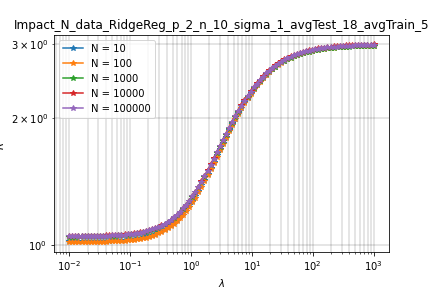 Impact_N_data_RidgeReg_p_2_n_10_sigma_1_avgTest_18_avgTrain_5
3 × 10⁰
2 × 10⁰
10⁰
N = 10
N = 100
N = 1000
N = 10000
N = 100000
10⁻² 10⁻¹ 10⁰ 10¹ 10² 10³
λ